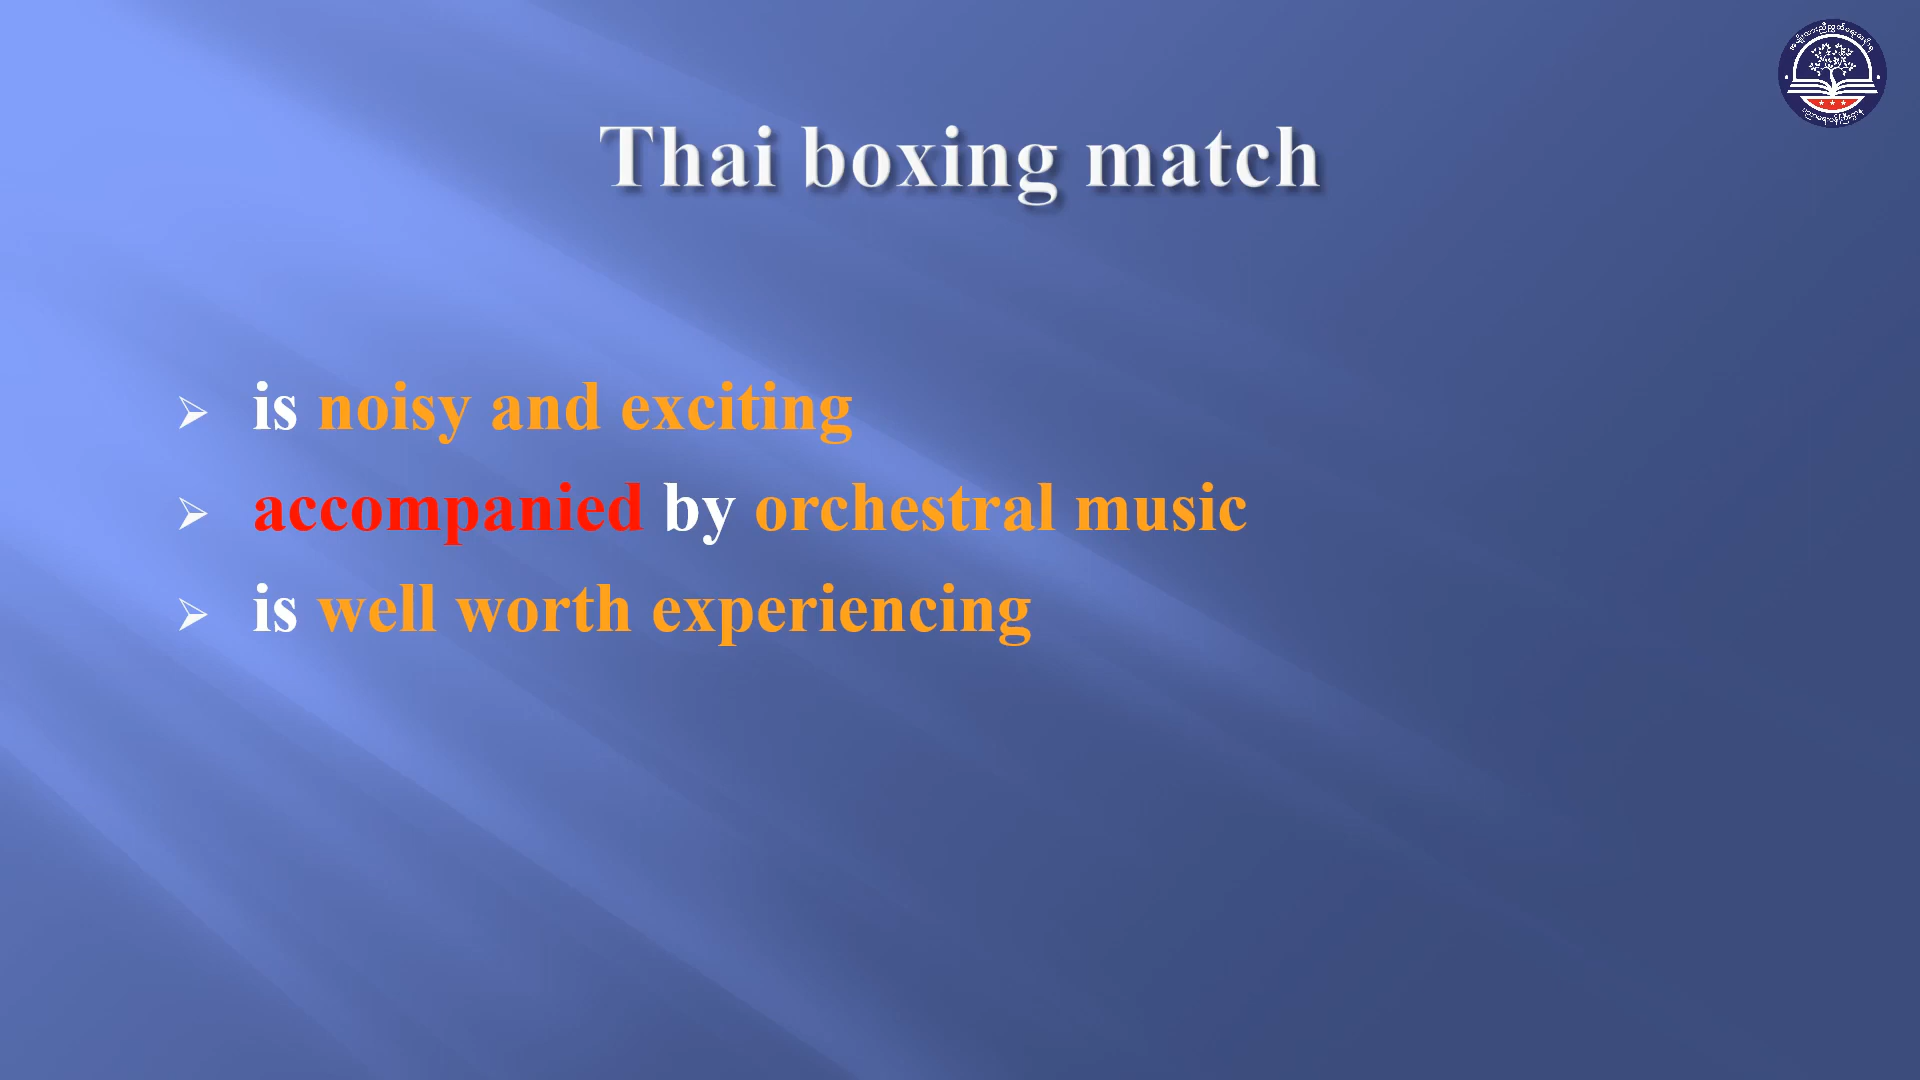 Thai boxing match
➢ is noisy and exciting
➢ accompanied by orchestral music
➢ is well worth experiencing